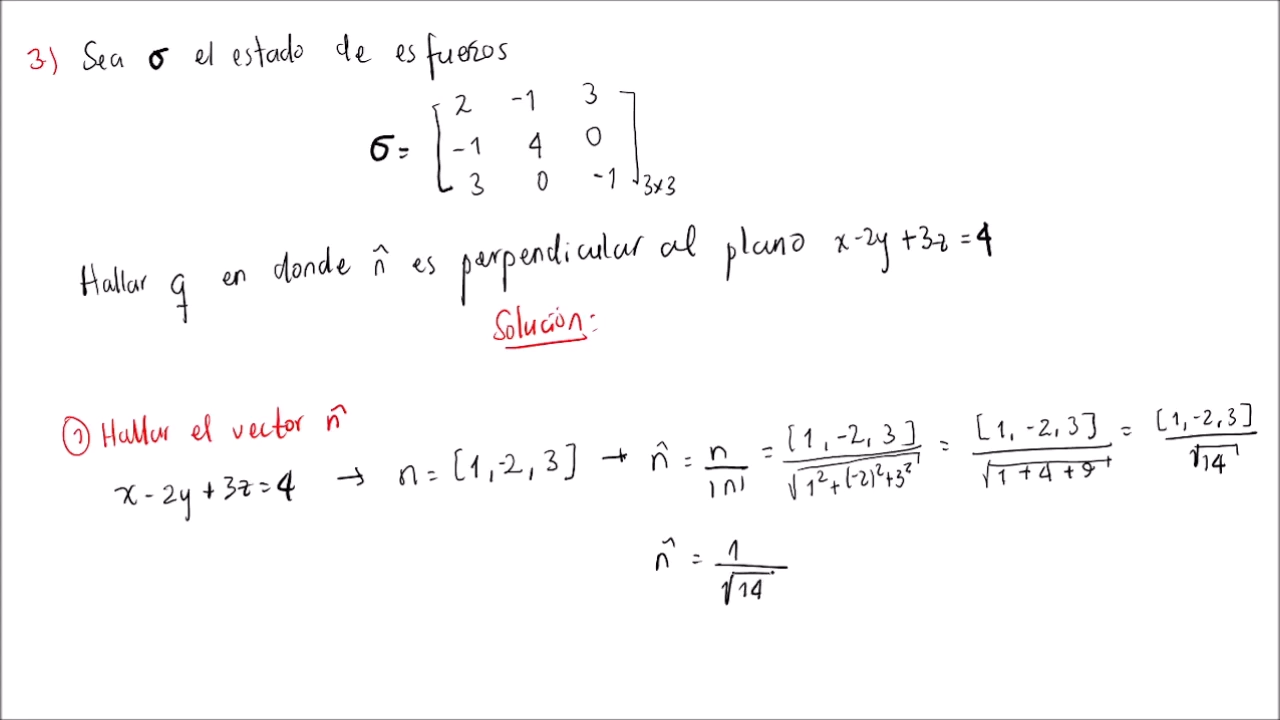 3) Sea σ el estado de esfuezos
σ = [ 2 -1 3
-1 4 0
3 0 -1 ]3x3
Hallar q en donde n̂ es perpendicular al plano x-2y+3z=4
Solución:
① Hallar el vector n̂
x-2y+3z=4 → n=[1,-2,3] → n̂ = n/|n| = [1,-2,3]/√(1²+(-2)²+3²) = [1,-2,3]/√(1+4+9) = [1,-2,3]/√14
n̂ = 1/√14